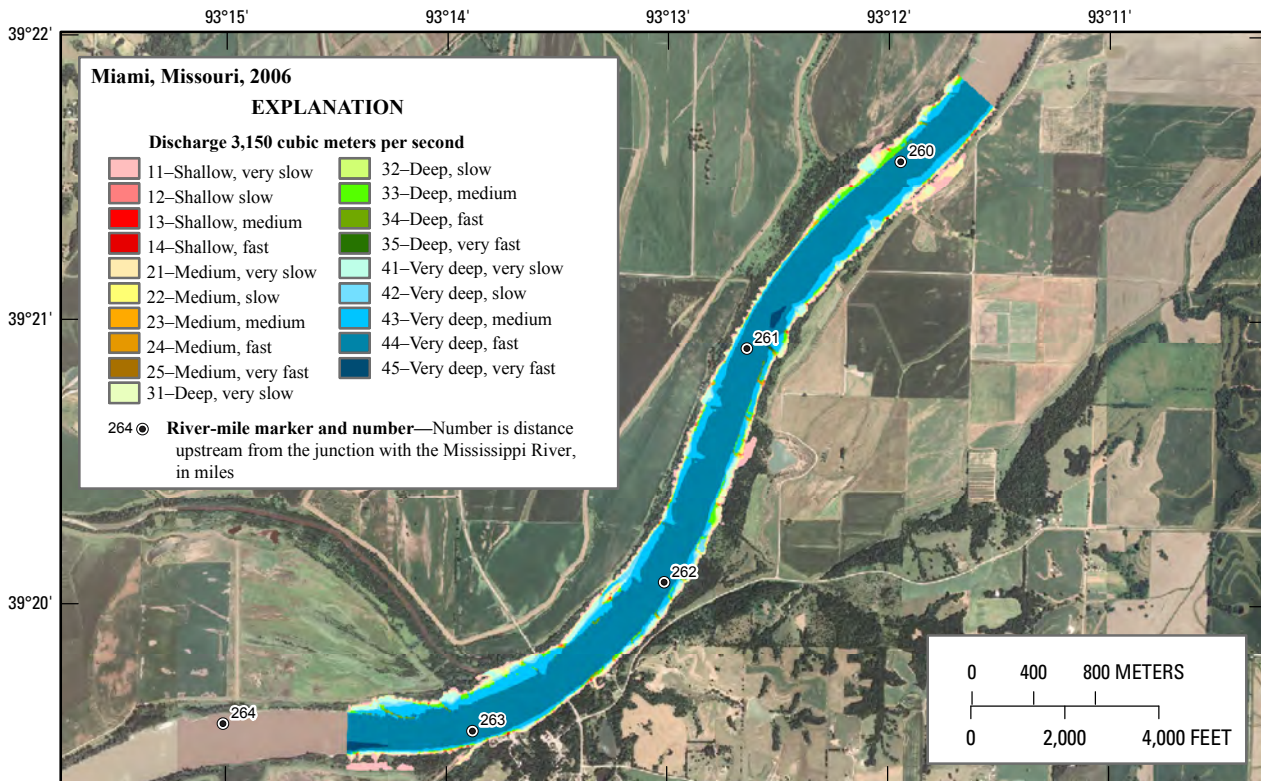 93°15' 93°14' 93°13' 93°12' 93°11'
39°22'
Miami, Missouri, 2006
EXPLANATION
Discharge 3,150 cubic meters per second
11–Shallow, very slow
12–Shallow slow
13–Shallow, medium
14–Shallow, fast
21–Medium, very slow
22–Medium, slow
23–Medium, medium
24–Medium, fast
25–Medium, very fast
31–Deep, very slow
32–Deep, slow
33–Deep, medium
34–Deep, fast
35–Deep, very fast
41–Very deep, very slow
42–Very deep, slow
43–Very deep, medium
44–Very deep, fast
45–Very deep, very fast
264 River-mile marker and number—Number is distance
upstream from the junction with the Mississippi River,
in miles
260
39°21'
261
262
39°20'
263
264
0 400 800 METERS
0 2,000 4,000 FEET